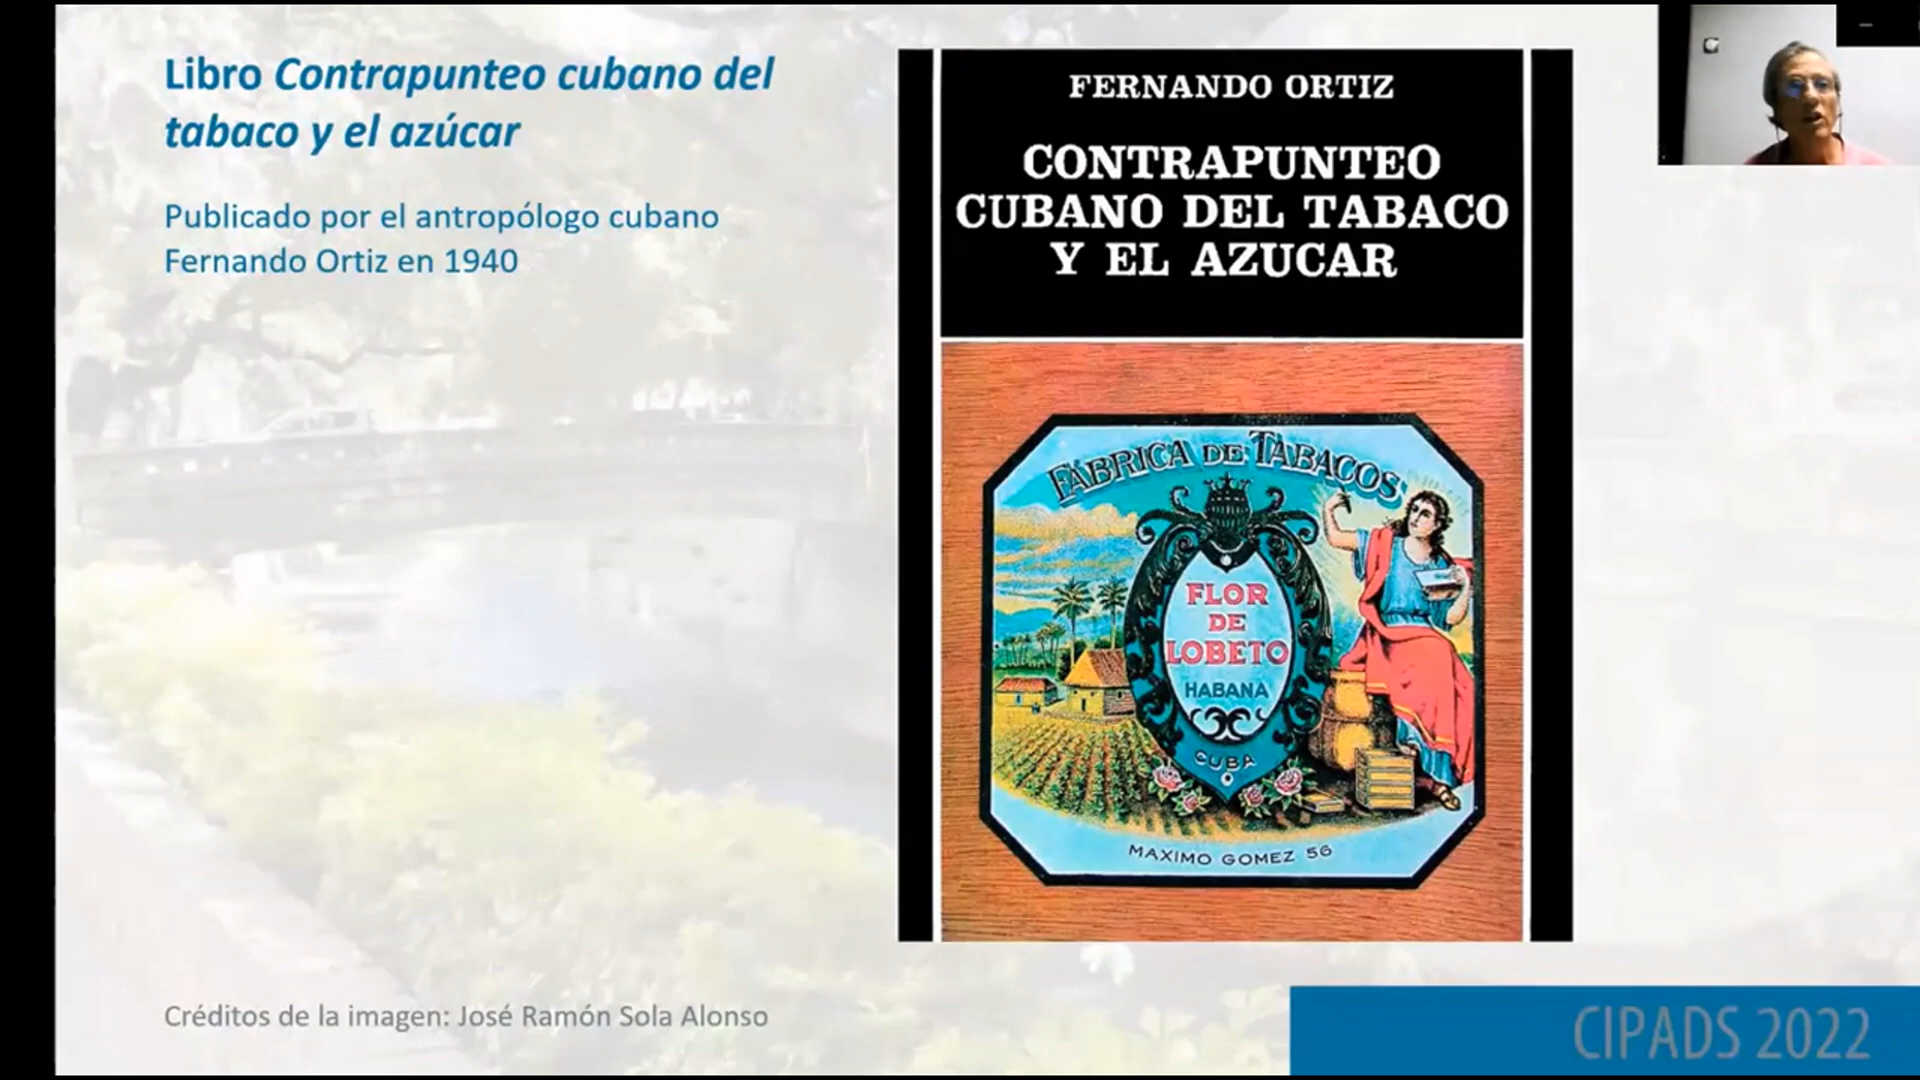 Libro Contrapunteo cubano del
tabaco y el azúcar
Publicado por el antropólogo cubano
Fernando Ortiz en 1940
FERNANDO ORTIZ
CONTRAPUNTEO
CUBANO DEL TABACO
Y EL AZUCAR
FÁBRICA DE TABACOS
FLOR
DE
LOBETO
HABANA
CUBA
MAXIMO GOMEZ 56
Créditos de la imagen: José Ramón Sola Alonso
CIPADS 2022